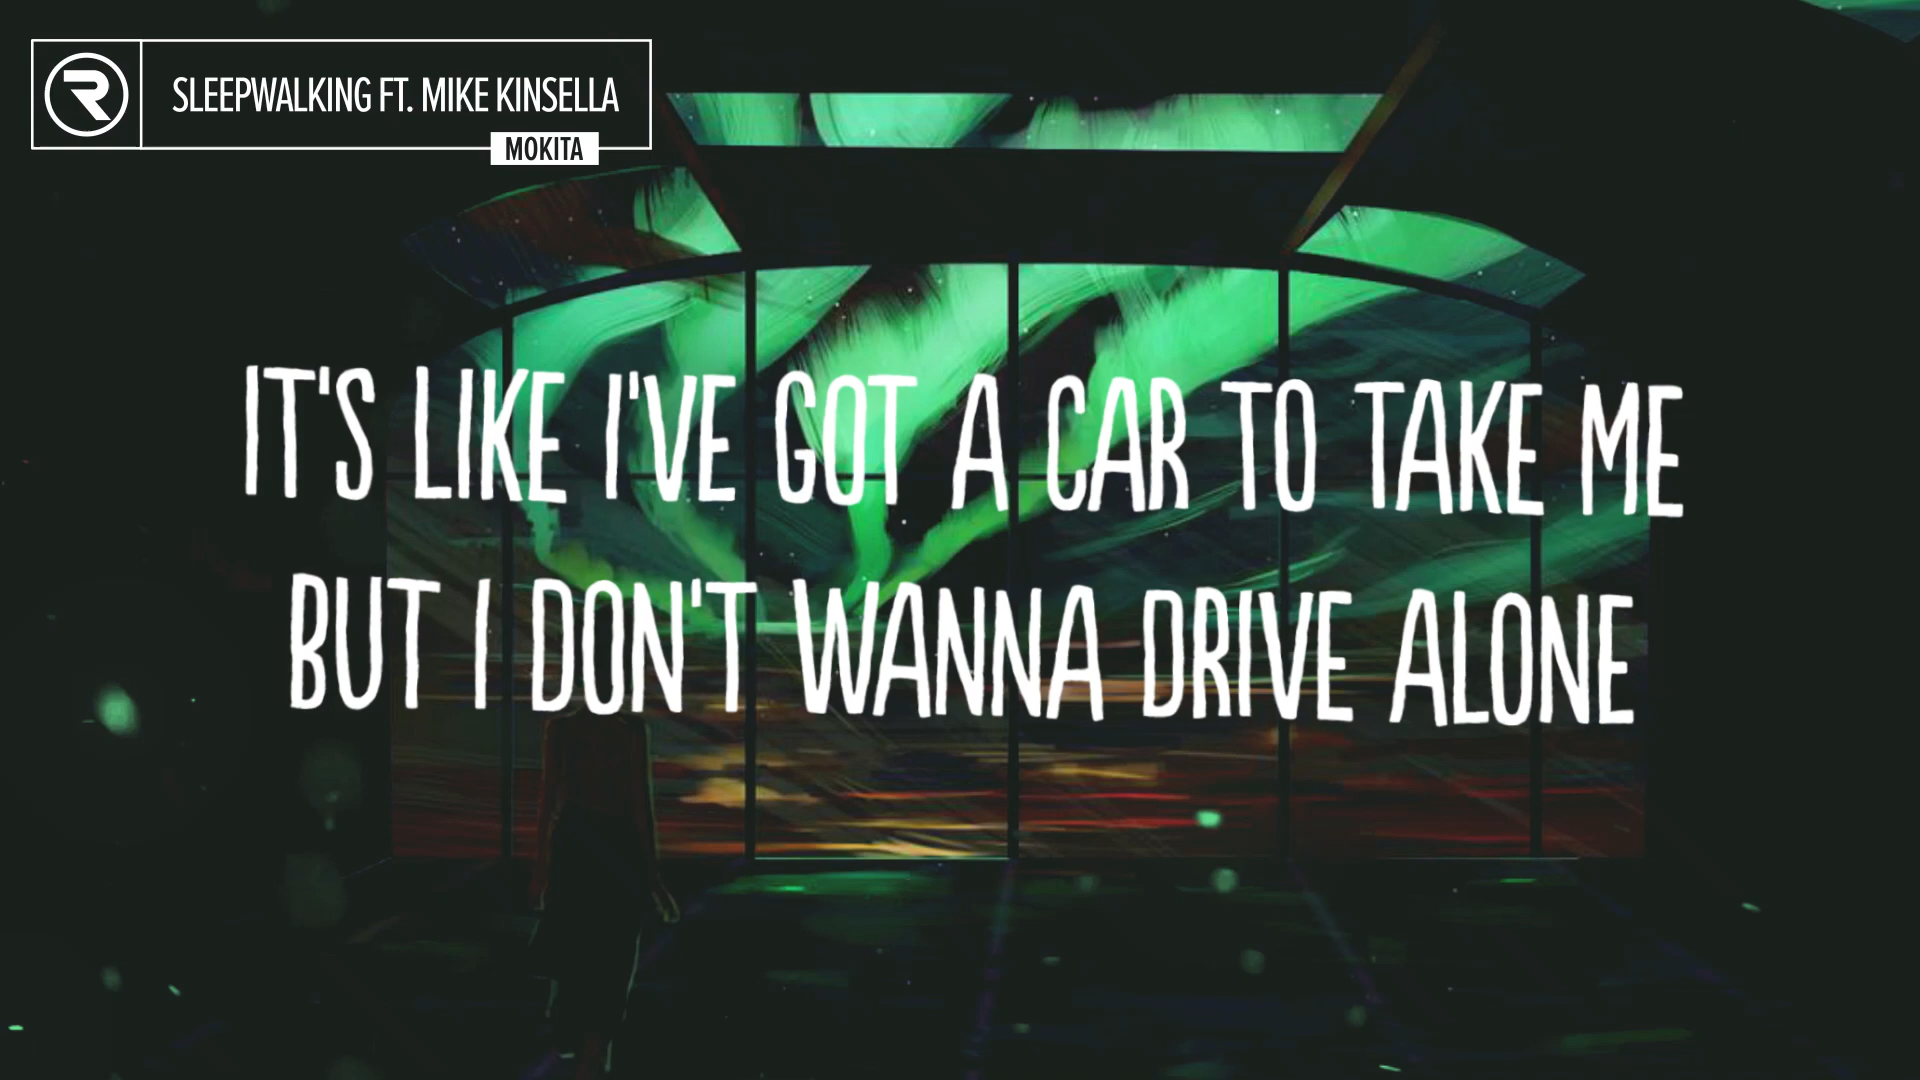 SLEEPWALKING FT. MIKE KINSELLA
MOKITA
IT'S LIKE I'VE GOT A CAR TO TAKE ME
BUT I DON'T WANNA DRIVE ALONE